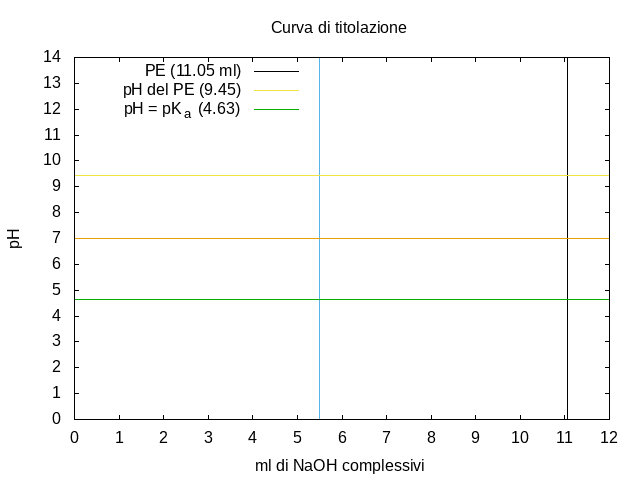 Curva di titolazione
PE (11.05 ml)
pH del PE (9.45)
pH = pKa (4.63)
14
13
12
11
10
9
8
7
6
5
4
3
2
1
0
pH
0 1 2 3 4 5 6 7 8 9 10 11 12
ml di NaOH complessivi